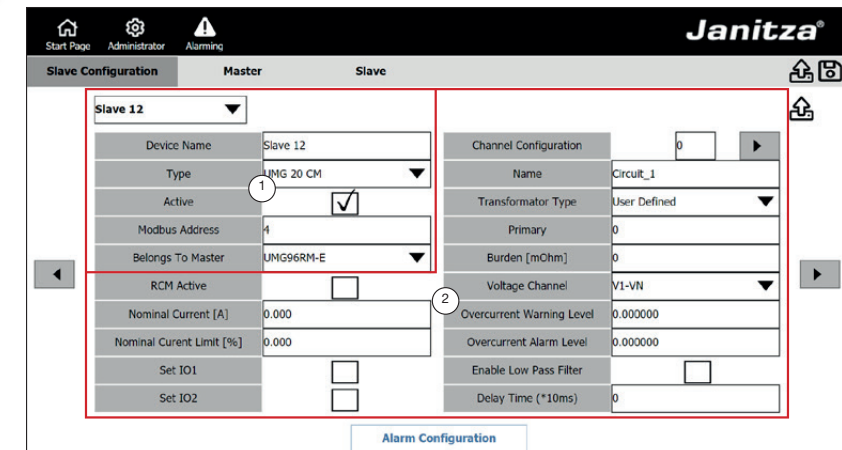 Janitza®
Start Page Administrator Alarming
Slave Configuration Master Slave
Slave 12
Device Name Slave 12
Type UMG 20 CM
Active
Modbus Address 4
Belongs To Master UMG96RM-E
RCM Active
Nominal Current [A] 0.000
Nominal Curent Limit [%] 0.000
Set IO1
Set IO2
1
2
Channel Configuration 0
Name Circuit_1
Transformator Type User Defined
Primary 0
Burden [mOhm] 0
Voltage Channel V1-VN
Overcurrent Warning Level 0.000000
Overcurrent Alarm Level 0.000000
Enable Low Pass Filter
Delay Time (*10ms) 0
Alarm Configuration